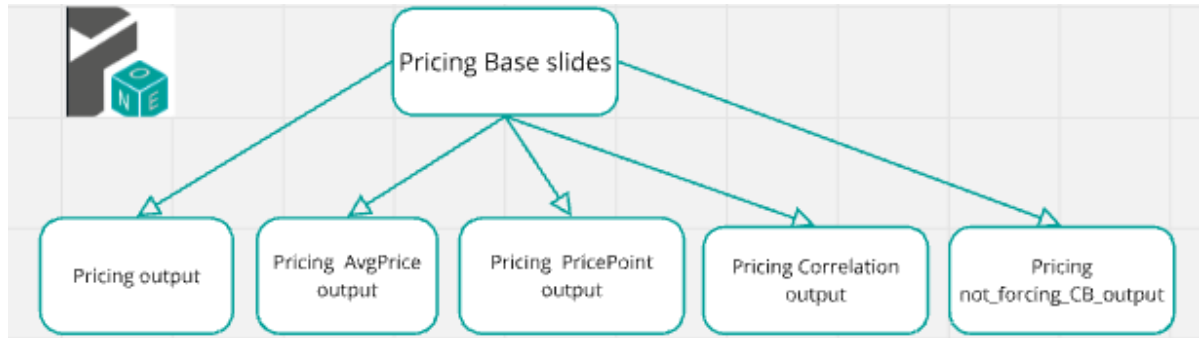 O
N E
Pricing Base slides
Pricing output
Pricing AvgPrice
output
Pricing PricePoint
output
Pricing Correlation
output
Pricing
not_forcing_CB_output